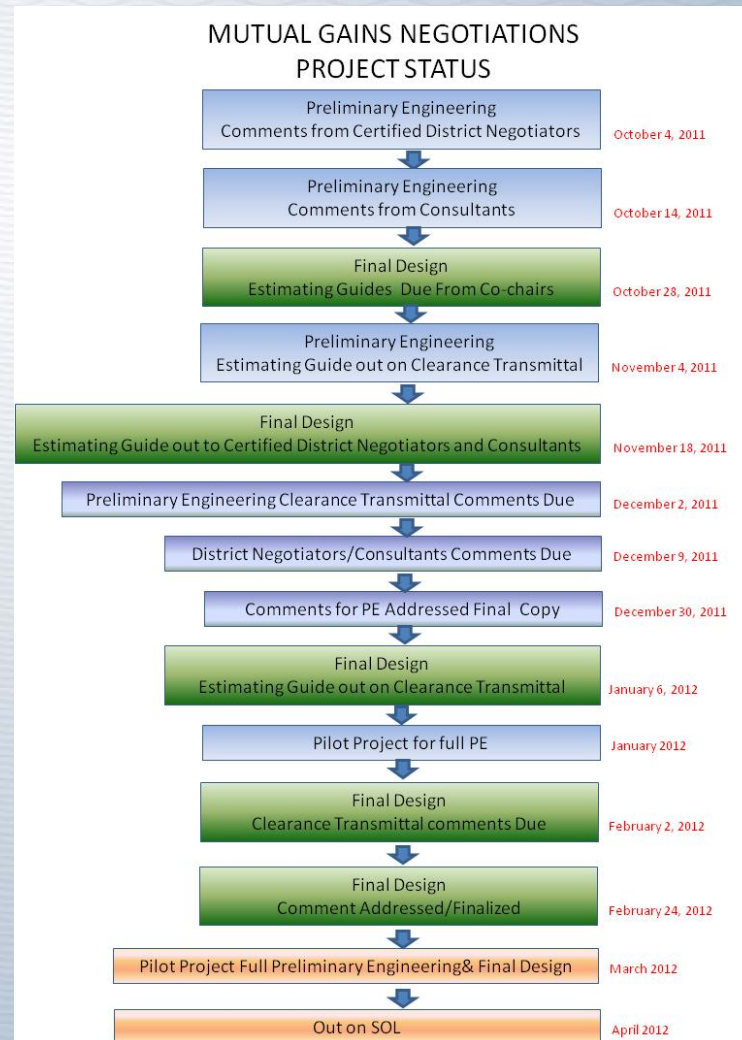 MUTUAL GAINS NEGOTIATIONS
PROJECT STATUS
Preliminary Engineering
Comments from Certified District Negotiators
October 4, 2011
Preliminary Engineering
Comments from Consultants
October 14, 2011
Final Design
Estimating Guides Due From Co-chairs
October 28, 2011
Preliminary Engineering
Estimating Guide out on Clearance Transmittal
November 4, 2011
Final Design
Estimating Guide out to Certified District Negotiators and Consultants
November 18, 2011
Preliminary Engineering Clearance Transmittal Comments Due
December 2, 2011
District Negotiators/Consultants Comments Due
December 9, 2011
Comments for PE Addressed Final Copy
December 30, 2011
Final Design
Estimating Guide out on Clearance Transmittal
January 6, 2012
Pilot Project for full PE
January 2012
Final Design
Clearance Transmittal comments Due
February 2, 2012
Final Design
Comment Addressed/Finalized
February 24, 2012
Pilot Project Full Preliminary Engineering& Final Design
March 2012
Out on SOL
April 2012